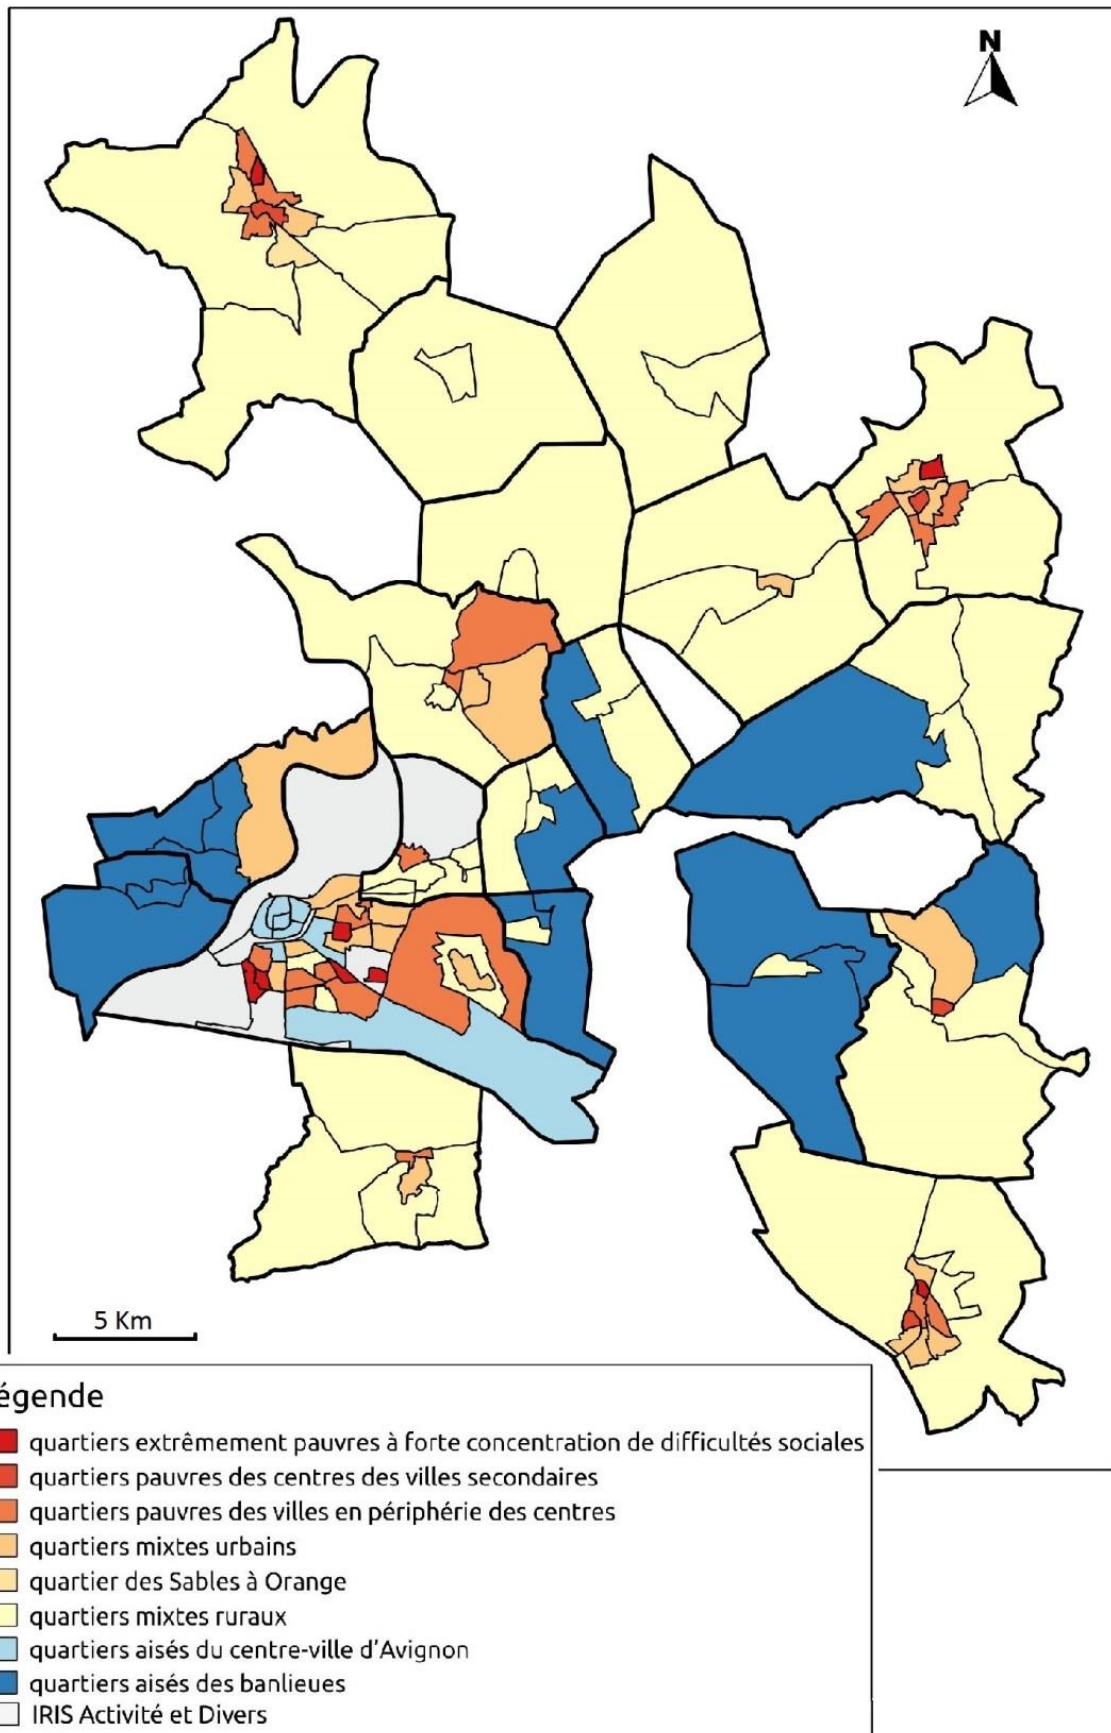 N
5 Km
égende
quartiers extrêmement pauvres à forte concentration de difficultés sociales
quartiers pauvres des centres des villes secondaires
quartiers pauvres des villes en périphérie des centres
quartiers mixtes urbains
quartier des Sables à Orange
quartiers mixtes ruraux
quartiers aisés du centre-ville d'Avignon
quartiers aisés des banlieues
IRIS Activité et Divers